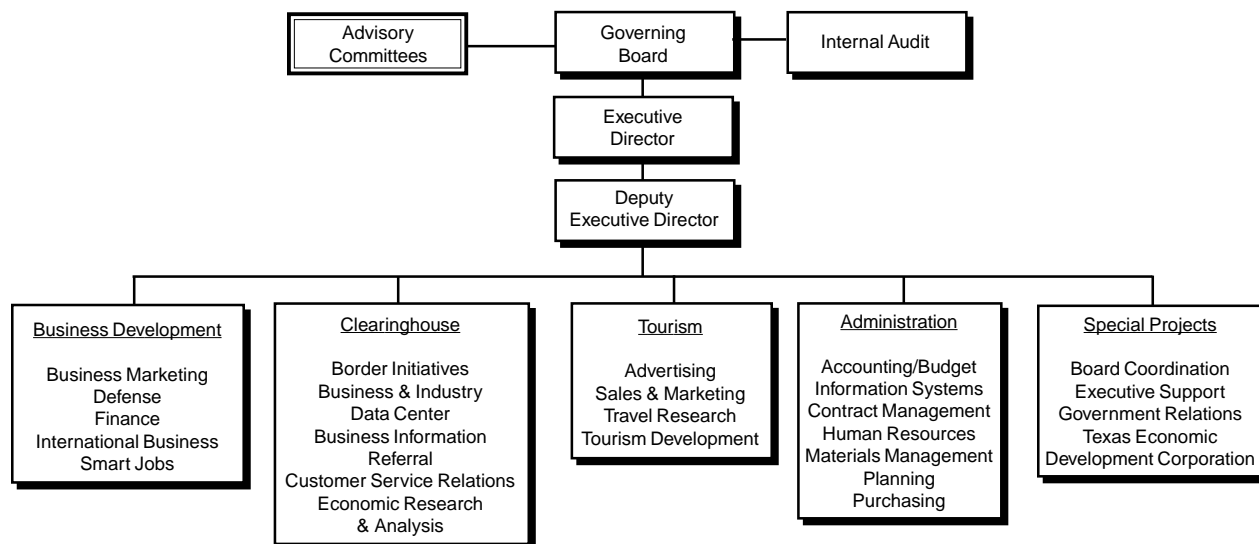 Advisory
Committees
Governing
Board
Internal Audit
Executive
Director
Deputy
Executive Director
Business Development
Business Marketing
Defense
Finance
International Business
Smart Jobs
Clearinghouse
Border Initiatives
Business & Industry
Data Center
Business Information
Referral
Customer Service Relations
Economic Research
& Analysis
Tourism
Advertising
Sales & Marketing
Travel Research
Tourism Development
Administration
Accounting/Budget
Information Systems
Contract Management
Human Resources
Materials Management
Planning
Purchasing
Special Projects
Board Coordination
Executive Support
Government Relations
Texas Economic
Development Corporation